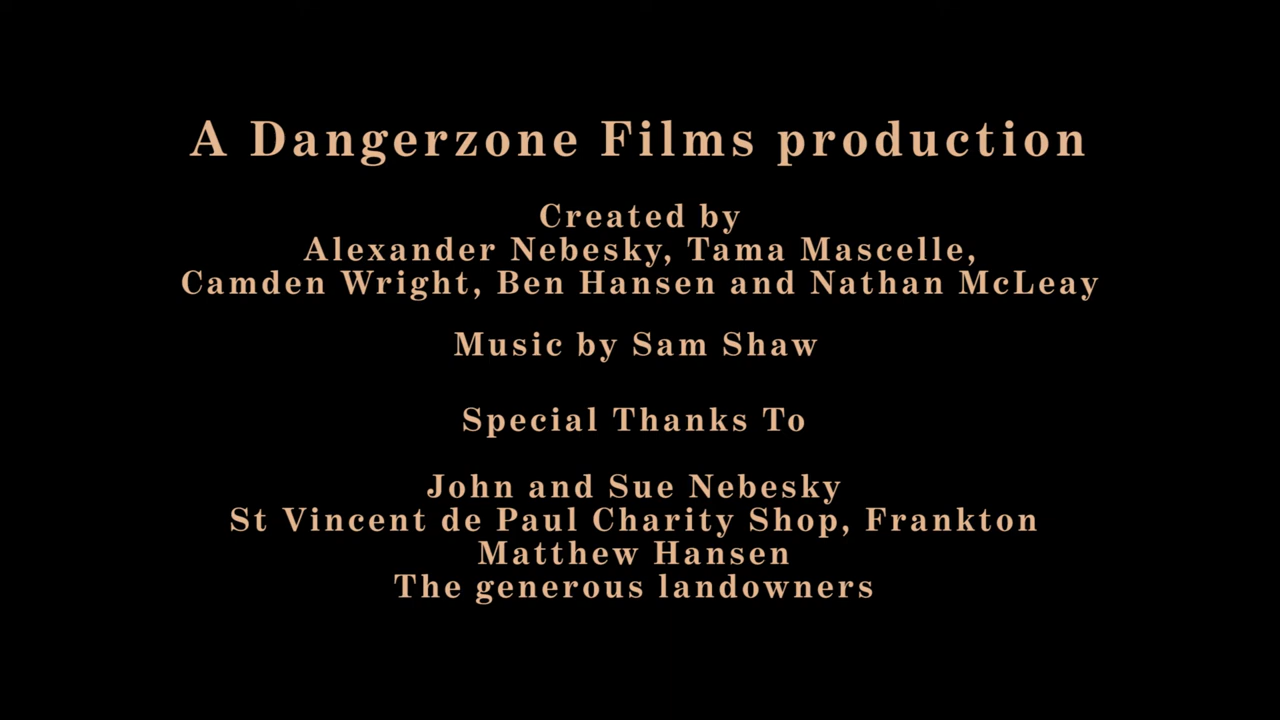 A Dangerzone Films production
Created by
Alexander Nebesky, Tama Mascelle,
Camden Wright, Ben Hansen and Nathan McLeay
Music by Sam Shaw
Special Thanks To
John and Sue Nebesky
St Vincent de Paul Charity Shop, Frankton
Matthew Hansen
The generous landowners